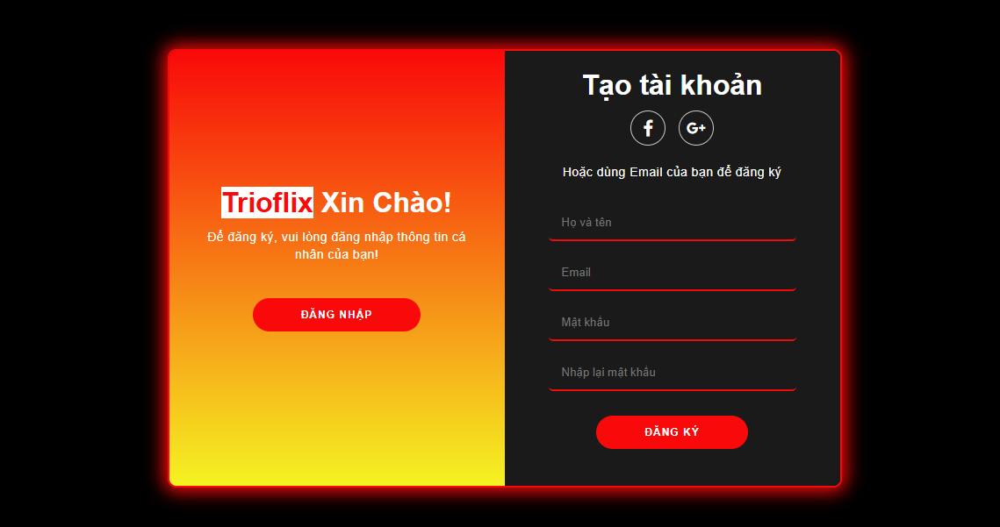 Trioflix Xin Chào!
Để đăng ký, vui lòng đăng nhập thông tin cá
nhân của bạn!
ĐĂNG NHẬP
Tạo tài khoản
f G+
Hoặc dùng Email của bạn để đăng ký
Họ và tên
Email
Mật khẩu
Nhập lại mật khẩu
ĐĂNG KÝ